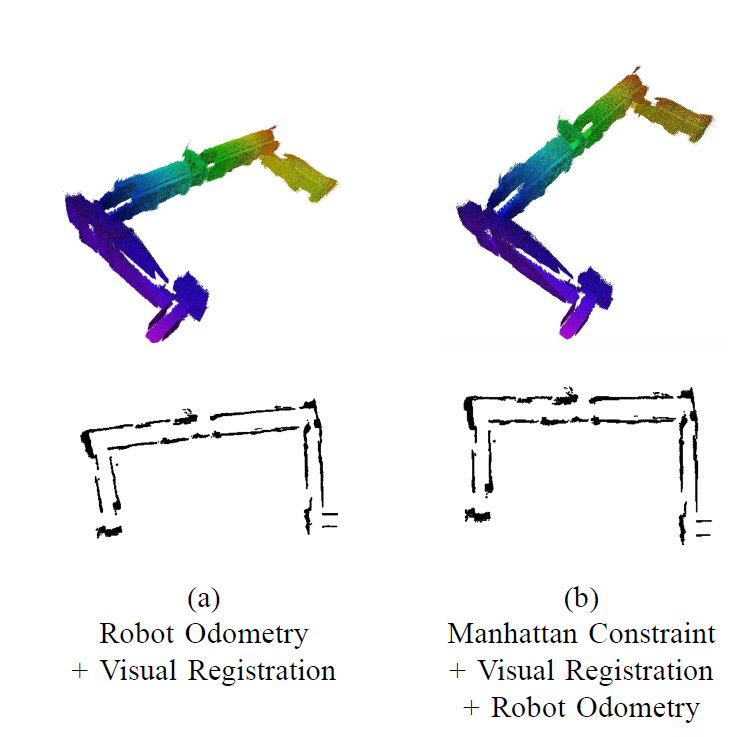 (a)
Robot Odometry
+ Visual Registration
(b)
Manhattan Constraint
+ Visual Registration
+ Robot Odometry